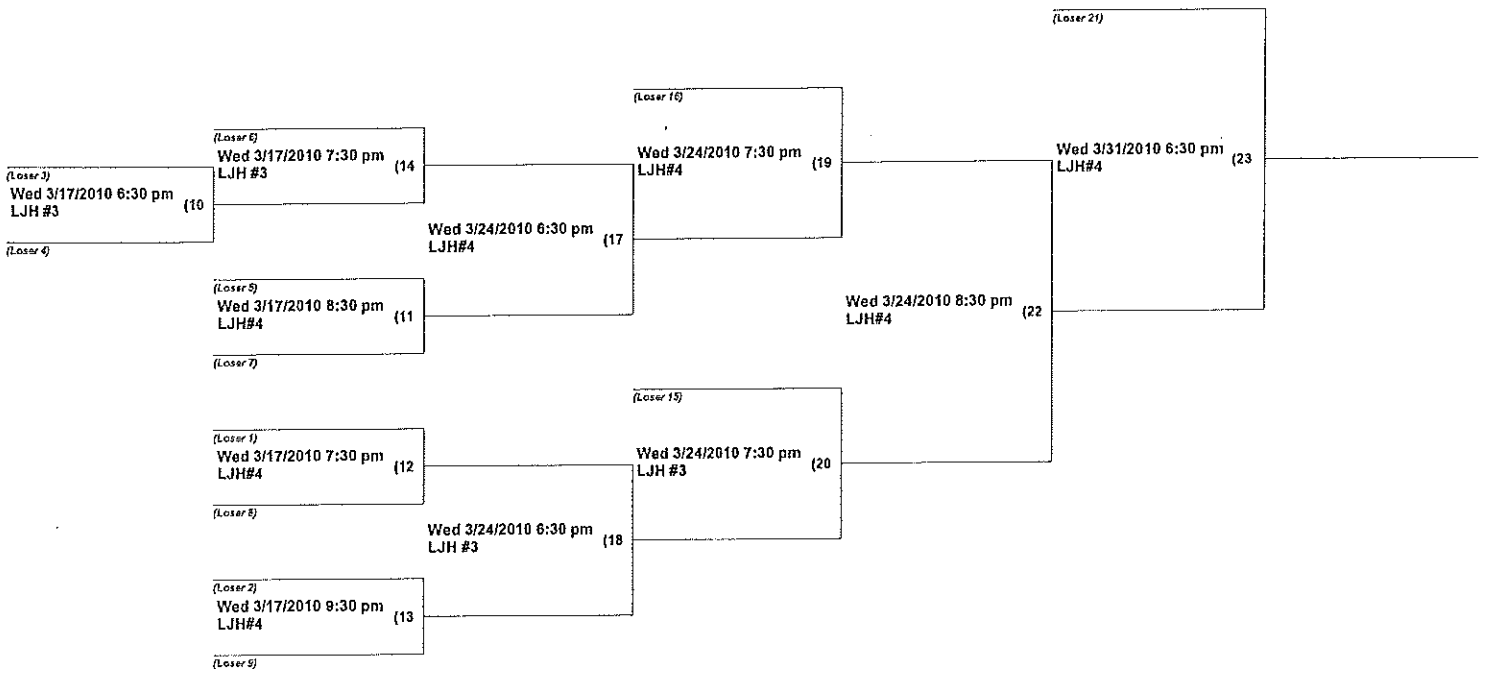 (Loser 21)
(Loser 16)
(Loser 6)
Wed 3/17/2010 7:30 pm
LJH #3
(14
Wed 3/24/2010 7:30 pm
LJH#4
(19
Wed 3/31/2010 6:30 pm
LJH#4
(23
(Loser 3)
Wed 3/17/2010 6:30 pm
LJH #3
(10
(Loser 4)
Wed 3/24/2010 6:30 pm
LJH#4
(17
(Loser 5)
Wed 3/17/2010 8:30 pm
LJH#4
(11
(Loser 7)
Wed 3/24/2010 8:30 pm
LJH#4
(22
(Loser 15)
(Loser 1)
Wed 3/17/2010 7:30 pm
LJH#4
(12
(Loser 8)
Wed 3/24/2010 7:30 pm
LJH #3
(20
Wed 3/24/2010 6:30 pm
LJH #3
(18
(Loser 2)
Wed 3/17/2010 9:30 pm
LJH#4
(13
(Loser 9)